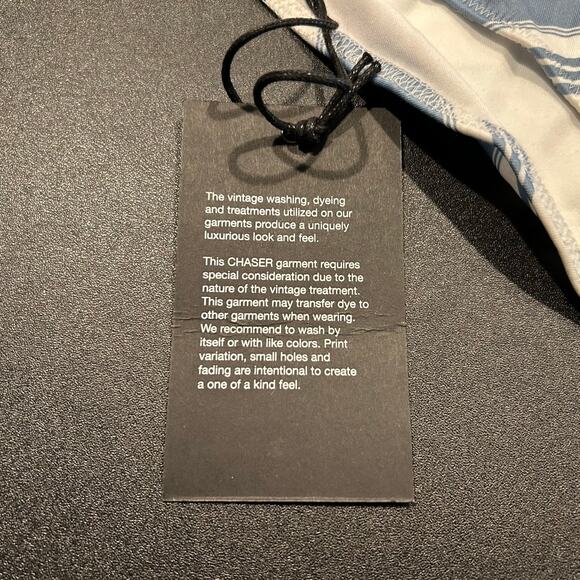 The vintage washing, dyeing
and treatments utilized on our
garments produce a uniquely
luxurious look and feel.
This CHASER garment requires
special consideration due to the
nature of the vintage treatment.
This garment may transfer dye to
other garments when wearing.
We recommend to wash by
itself or with like colors. Print
variation, small holes and
fading are intentional to create
a one of a kind feel.